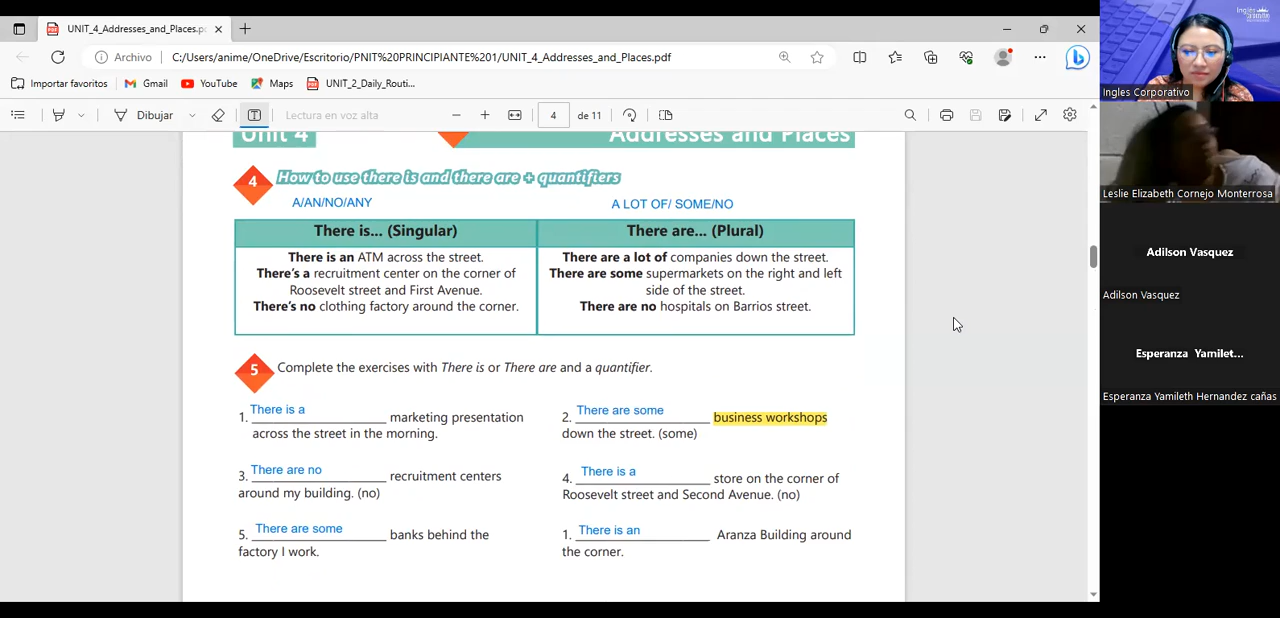 UNIT_4_Addresses_and_Places.pc
Archivo
C:/Users/anime/OneDrive/Escritorio/PNIT%20PRINCIPIANTE%201/UNIT_4_Addresses_and_Places.pdf
Importar favoritos
Gmail
YouTube
Maps
UNIT_2_Daily_Routi...
Dibujar
Lectura en voz alta
4
de 11
Unit 4
Addresses and Places
4
How to use there is and there are + quantifiers
A/AN/NO/ANY
A LOT OF/ SOME/NO
There is... (Singular)
There are... (Plural)
There is an ATM across the street.
There's a recruitment center on the corner of
Roosevelt street and First Avenue.
There's no clothing factory around the corner.
There are a lot of companies down the street.
There are some supermarkets on the right and left
side of the street.
There are no hospitals on Barrios street.
5
Complete the exercises with There is or There are and a quantifier.
1. There is a marketing presentation
across the street in the morning.
2. There are some business workshops
down the street. (some)
3. There are no recruitment centers
around my building. (no)
4. There is a store on the corner of
Roosevelt street and Second Avenue. (no)
5. There are some banks behind the
factory I work.
1. There is an Aranza Building around
the corner.
Ingles Corporativo
Leslie Elizabeth Cornejo Monterrosa
Adilson Vasquez
Adilson Vasquez
Esperanza Yamilet...
Esperanza Yamileth Hernandez cañas